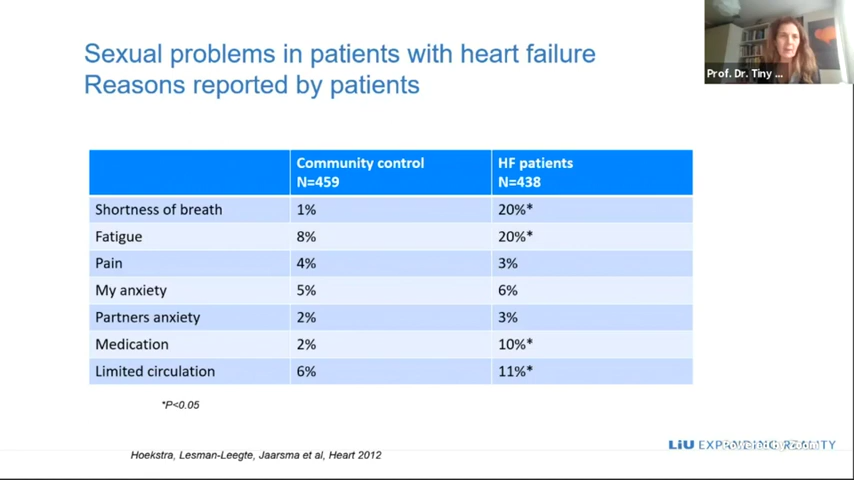 Sexual problems in patients with heart failure
Reasons reported by patients
Prof. Dr. Tiny ...
Community control HF patients
N=459 N=438
Shortness of breath 1% 20%*
Fatigue 8% 20%*
Pain 4% 3%
My anxiety 5% 6%
Partners anxiety 2% 3%
Medication 2% 10%*
Limited circulation 6% 11%*
*P<0.05
LiU EXPANDING REALITY
Hoekstra, Lesman-Leegte, Jaarsma et al, Heart 2012